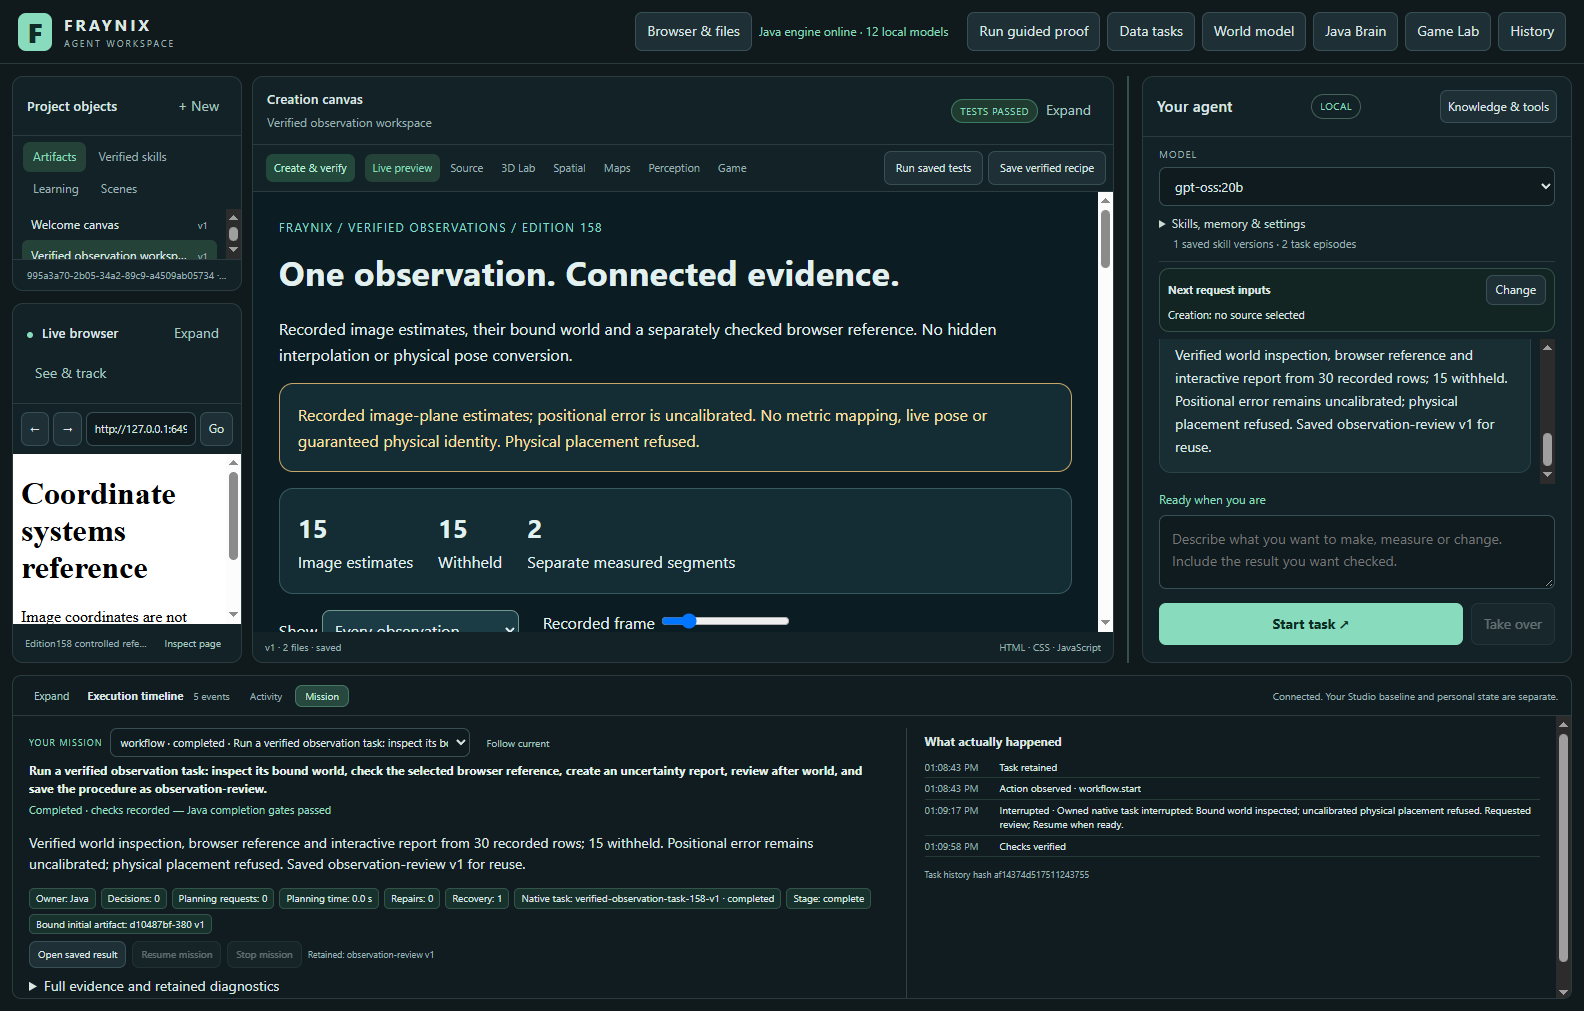 F
FRAYNIX
AGENT WORKSPACE
Browser & files
Java engine online · 12 local models
Run guided proof
Data tasks
World model
Java Brain
Game Lab
History
Project objects
+ New
Artifacts
Verified skills
Learning
Scenes
Welcome canvas
v1
Verified observation worksp...
v1
995a3a70-2b05-34a2-89c9-a4509ab05734 ·...
Live browser
Expand
See & track
←
→
http://127.0.0.1:649
Go
Coordinate
systems
reference
Image coordinates are not
Edition158 controlled refe...
Inspect page
Creation canvas
Verified observation workspace
TESTS PASSED
Expand
Create & verify
Live preview
Source
3D Lab
Spatial
Maps
Perception
Game
Run saved tests
Save verified recipe
FRAYNIX / VERIFIED OBSERVATIONS / EDITION 158
One observation. Connected evidence.
Recorded image estimates, their bound world and a separately checked browser reference. No hidden
interpolation or physical pose conversion.
Recorded image-plane estimates; positional error is uncalibrated. No metric mapping, live pose or
guaranteed physical identity. Physical placement refused.
15
Image estimates
15
Withheld
2
Separate measured segments
Show
Every observation
Recorded frame
v1 · 2 files · saved
HTML · CSS · JavaScript
Your agent
LOCAL
Knowledge & tools
MODEL
gpt-oss:20b
Skills, memory & settings
1 saved skill versions · 2 task episodes
Next request inputs
Change
Creation: no source selected
Verified world inspection, browser reference and
interactive report from 30 recorded rows; 15 withheld.
Positional error remains uncalibrated; physical
placement refused. Saved observation-review v1 for
reuse.
Ready when you are
Describe what you want to make, measure or change.
Include the result you want checked.
Start task ↗
Take over
Expand
Execution timeline
5 events
Activity
Mission
Connected. Your Studio baseline and personal state are separate.
YOUR MISSION
workflow · completed · Run a verified observation task: inspect its b
Follow current
Run a verified observation task: inspect its bound world, check the selected browser reference, create an uncertainty report, review after world, and
save the procedure as observation-review.
Completed · checks recorded — Java completion gates passed
Verified world inspection, browser reference and interactive report from 30 recorded rows; 15 withheld. Positional error remains
uncalibrated; physical placement refused. Saved observation-review v1 for reuse.
Owner: Java
Decisions: 0
Planning requests: 0
Planning time: 0.0 s
Repairs: 0
Recovery: 1
Native task: verified-observation-task-158-v1 · completed
Stage: complete
Bound initial artifact: d10487bf-380 v1
Open saved result
Resume mission
Stop mission
Retained: observation-review v1
Full evidence and retained diagnostics
What actually happened
01:08:43 PM
Task retained
01:08:43 PM
Action observed · workflow.start
01:09:17 PM
Interrupted · Owned native task interrupted: Bound world inspected; uncalibrated physical placement refused. Requested
review; Resume when ready.
01:09:58 PM
Checks verified
Task history hash af14374d517511243755